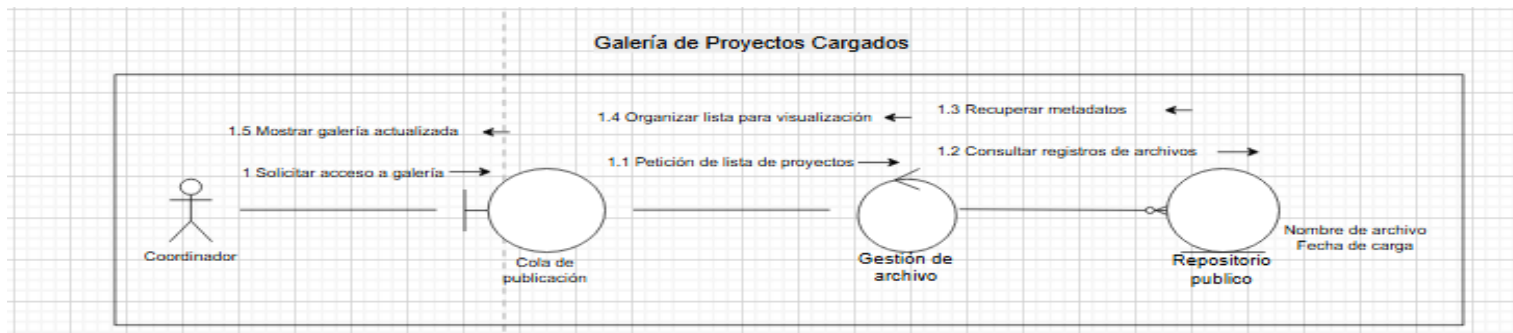 Galería de Proyectos Cargados
1.3 Recuperar metadatos
1.4 Organizar lista para visualización
1.5 Mostrar galería actualizada
1.2 Consultar registros de archivos
1.1 Petición de lista de proyectos
1 Solicitar acceso a galería
Coordinador
Cola de
publicación
Gestión de
archivo
Repositorio
publico
Nombre de archivo
Fecha de carga